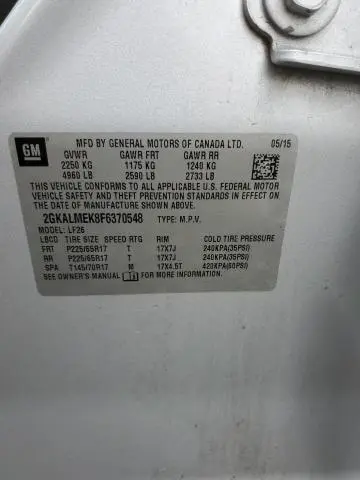 GM
MFD BY GENERAL MOTORS OF CANADA LTD. 05/15
GVWR GAWR FRT GAWR RR
2250 KG 1175 KG 1240 KG
4960 LB 2590 LB 2733 LB
THIS VEHICLE CONFORMS TO ALL APPLICABLE U.S. FEDERAL MOTOR
VEHICLE SAFETY AND THEFT PREVENTION STANDARDS IN
EFFECT ON THE DATE OF MANUFACTURE SHOWN ABOVE.
2GKALMEK8F6370548 TYPE: M.P.V.
MODEL: LF26
LBCD TIRE SIZE SPEED RTG RIM COLD TIRE PRESSURE
FRT P225/65R17 T 17X7J 240KPA(35PSI)
RR P225/65R17 T 17X7J 240KPA(35PSI)
SPA T145/70R17 M 17X4.5T 420KPA(60PSI)
SEE OWNER'S MANUAL FOR MORE INFORMATION.